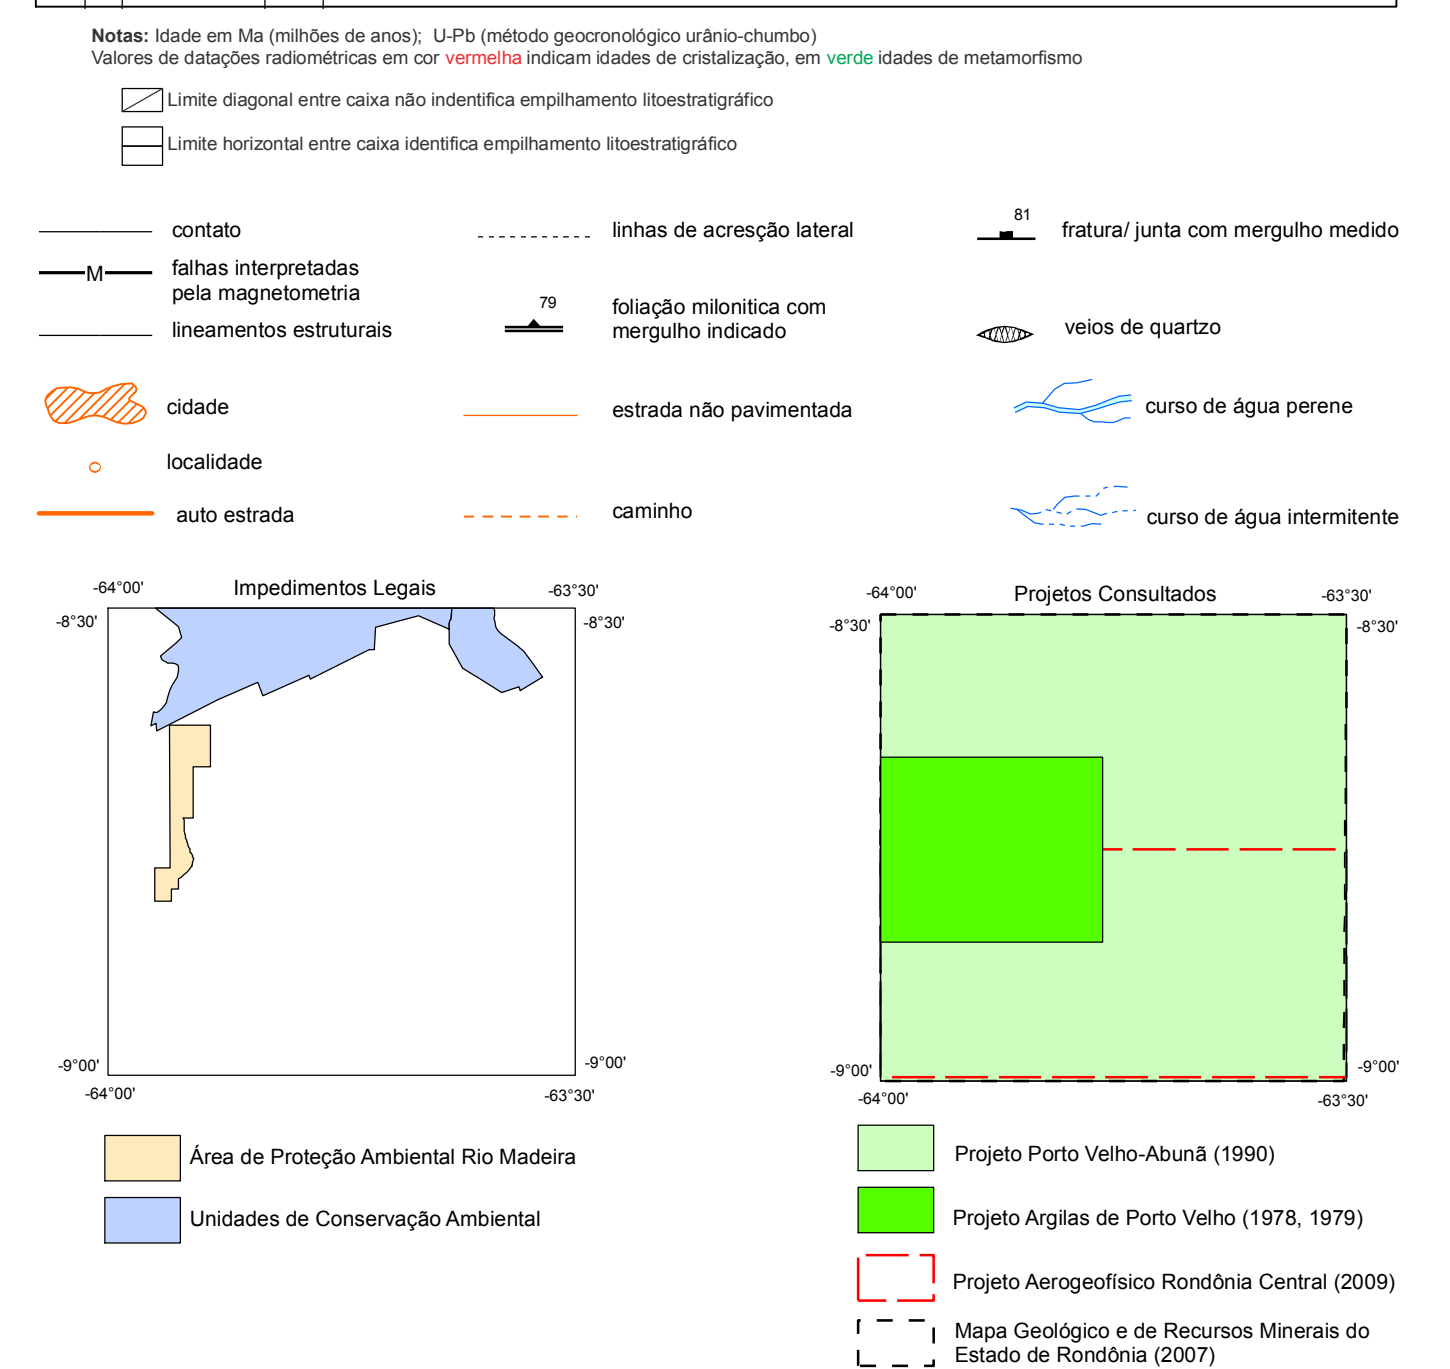 Notas: Idade em Ma (milhões de anos); U-Pb (método geocronológico urânio-chumbo)
Valores de datações radiométricas em cor vermelha indicam idades de cristalização, em verde idades de metamorfismo
Limite diagonal entre caixa não indentifica empilhamento litoestratigráfico
Limite horizontal entre caixa identifica empilhamento litoestratigráfico
contato
M
falhas interpretadas
pela magnetometria
lineamentos estruturais
linhas de acresção lateral
79
foliação milonitica com
mergulho indicado
81
fratura/ junta com mergulho medido
veios de quartzo
cidade
localidade
auto estrada
estrada não pavimentada
caminho
curso de água perene
curso de água intermitente
Impedimentos Legais
-64°00'
-63°30'
-8°30'
-8°30'
-9°00'
-9°00'
-64°00'
-63°30'
Área de Proteção Ambiental Rio Madeira
Unidades de Conservação Ambiental
Projetos Consultados
-64°00'
-63°30'
-8°30'
-8°30'
-9°00'
-9°00'
-64°00'
-63°30'
Projeto Porto Velho-Abunã (1990)
Projeto Argilas de Porto Velho (1978, 1979)
Projeto Aerogeofísico Rondônia Central (2009)
Mapa Geológico e de Recursos Minerais do
Estado de Rondônia (2007)